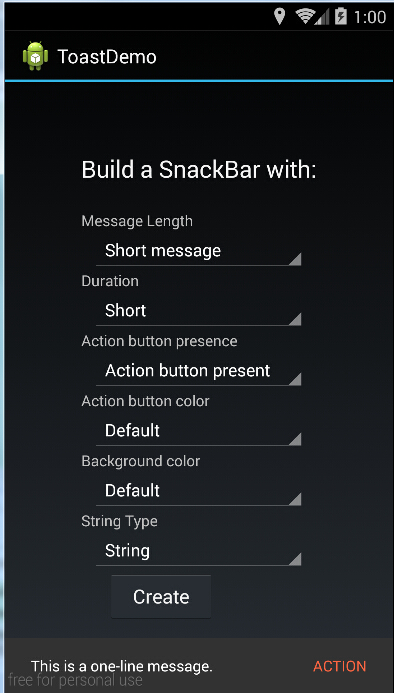 1:00
ToastDemo
Build a SnackBar with:
Message Length
Short message
Duration
Short
Action button presence
Action button present
Action button color
Default
Background color
Default
String Type
String
Create
This is a one-line message. ACTION
free for personal use